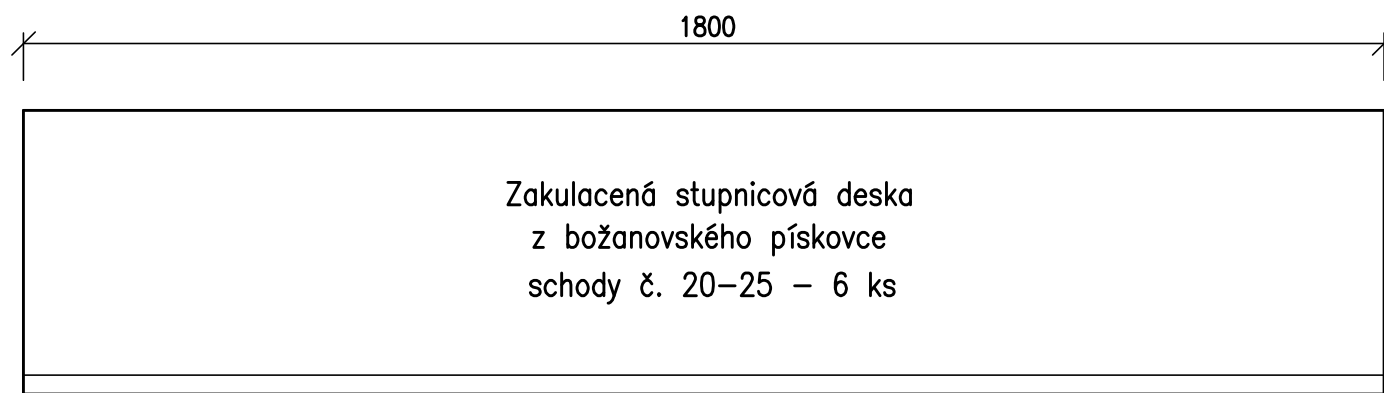 1800
Zakulacená stupnicová deska
z božanovského pískovce
schody č. 20-25 - 6 ks